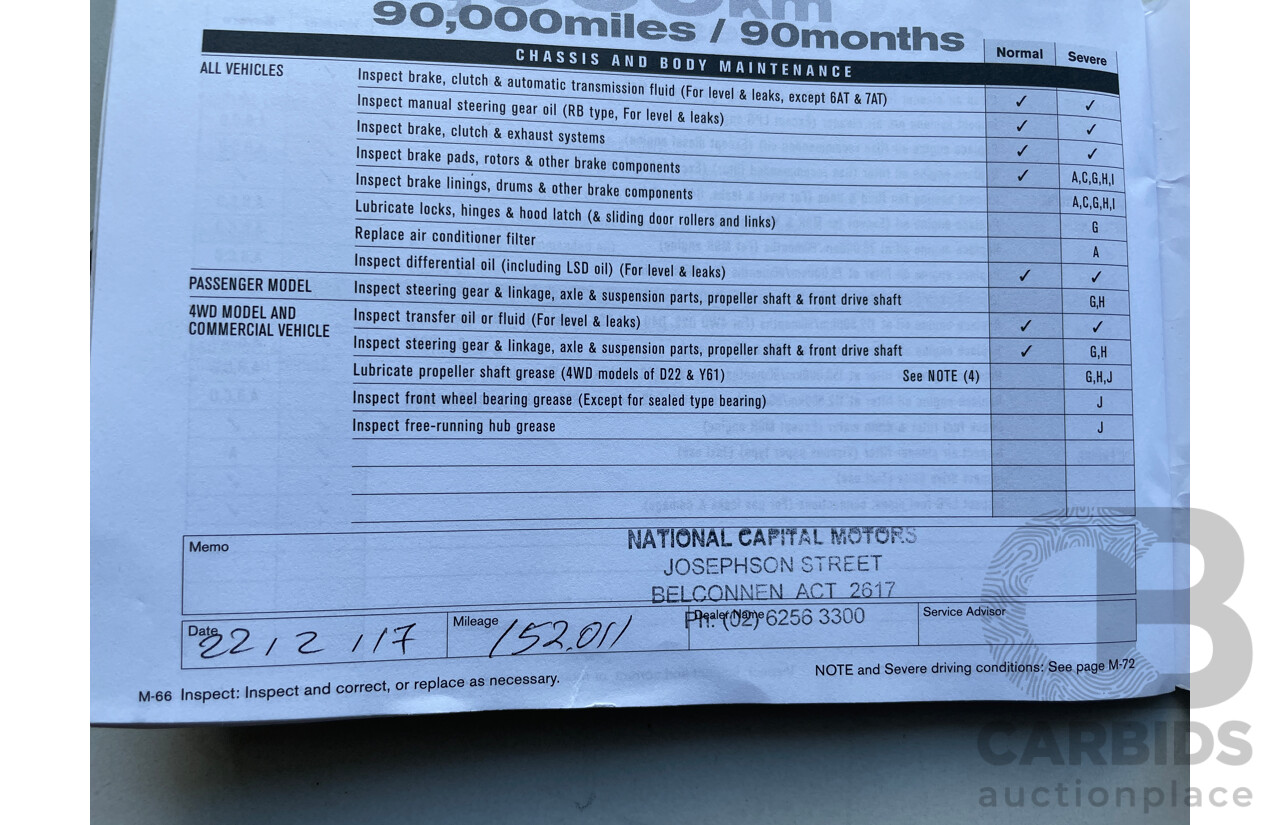 km
90,000miles / 90months
CHASSIS AND BODY MAINTENANCE Normal Severe
ALL VEHICLES Inspect brake, clutch & automatic transmission fluid (For level & leaks, except 6AT & 7AT) ✓ ✓
Inspect manual steering gear oil (RB type, For level & leaks) ✓ ✓
Inspect brake, clutch & exhaust systems ✓ ✓
Inspect brake pads, rotors & other brake components ✓ A,C,G,H,I
Inspect brake linings, drums & other brake components A,C,G,H,I
Lubricate locks, hinges & hood latch (& sliding door rollers and links) G
Replace air conditioner filter A
Inspect differential oil (including LSD oil) (For level & leaks) ✓ ✓
PASSENGER MODEL Inspect steering gear & linkage, axle & suspension parts, propeller shaft & front drive shaft G,H
4WD MODEL AND
COMMERCIAL VEHICLE
Inspect transfer oil or fluid (For level & leaks) ✓ ✓
Inspect steering gear & linkage, axle & suspension parts, propeller shaft & front drive shaft ✓ G,H
Lubricate propeller shaft grease (4WD models of D22 & Y61) See NOTE (4) G,H,J
Inspect front wheel bearing grease (Except for sealed type bearing) J
Inspect free-running hub grease J
Memo
NATIONAL CAPITAL MOTORS
JOSEPHSON STREET
BELCONNEN ACT 2617
PH: (02) 6256 3300
Date 22/2/17 Mileage 152,011 Dealer Name Service Advisor
M-66 Inspect: Inspect and correct, or replace as necessary. NOTE and Severe driving conditions: See page M-72
CB
CARBIDS
auctionplace